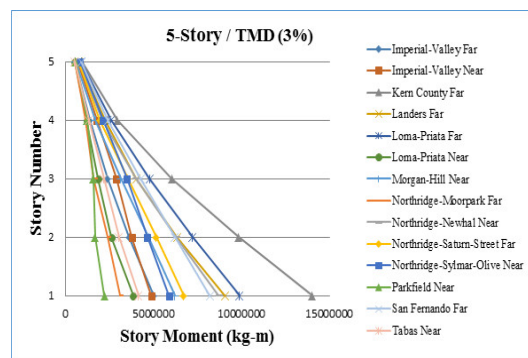 5-Story / TMD (3%)
Story Number
5
4
3
2
1
0
5000000
10000000
15000000
Story Moment (kg-m)
Imperial-Valley Far
Imperial-Valley Near
Kern County Far
Landers Far
Loma-Priata Far
Loma-Priata Near
Morgan-Hill Near
Northridge-Moorpark Far
Northridge-Newhal Near
Northridge-Saturn-Street Far
Northridge-Sylmar-Olive Near
Parkfield Near
San Fernando Far
Tabas Near